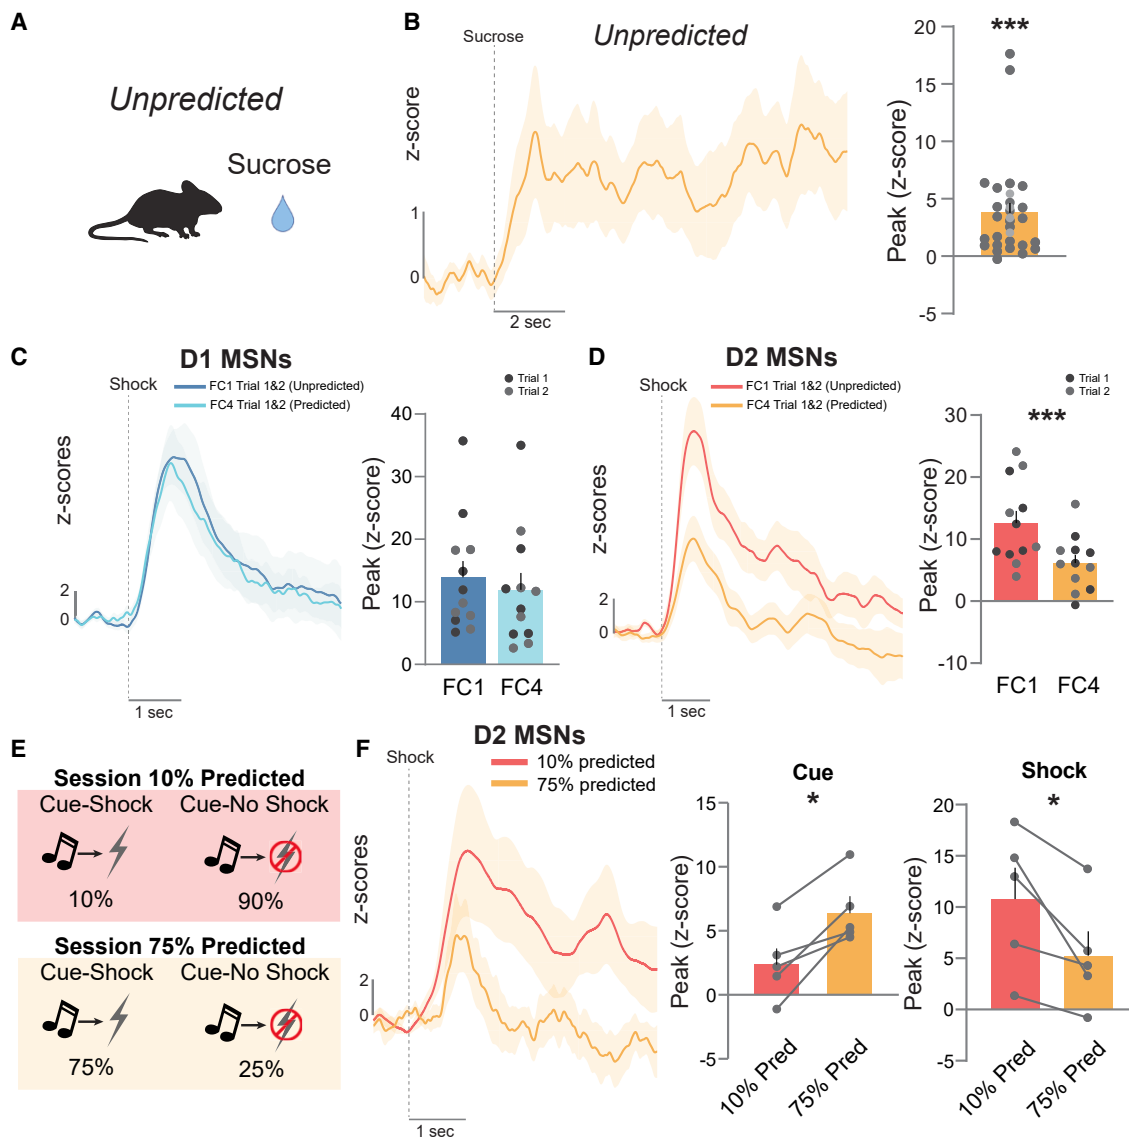 A
Unpredicted
Sucrose
B
Sucrose
Unpredicted
z-score
1
0
2 sec
***
Peak (z-score)
20
15
10
5
0
-5
C
D1 MSNs
Shock
FC1 Trial 1&2 (Unpredicted)
FC4 Trial 1&2 (Predicted)
z-scores
2
0
1 sec
Trial 1
Trial 2
Peak (z-score)
40
30
20
10
0
FC1 FC4
D
D2 MSNs
Shock
FC1 Trial 1&2 (Unpredicted)
FC4 Trial 1&2 (Predicted)
z-scores
2
0
1 sec
Trial 1
Trial 2
***
Peak (z-score)
30
20
10
0
-10
FC1 FC4
E
Session 10% Predicted
Cue-Shock Cue-No Shock
10% 90%
Session 75% Predicted
Cue-Shock Cue-No Shock
75% 25%
F
D2 MSNs
Shock
10% predicted
75% predicted
z-scores
2
0
1 sec
Cue
*
Peak (z-score)
15
10
5
0
-5
10% Pred 75% Pred
Shock
*
Peak (z-score)
20
15
10
5
0
-5
10% Pred 75% Pred